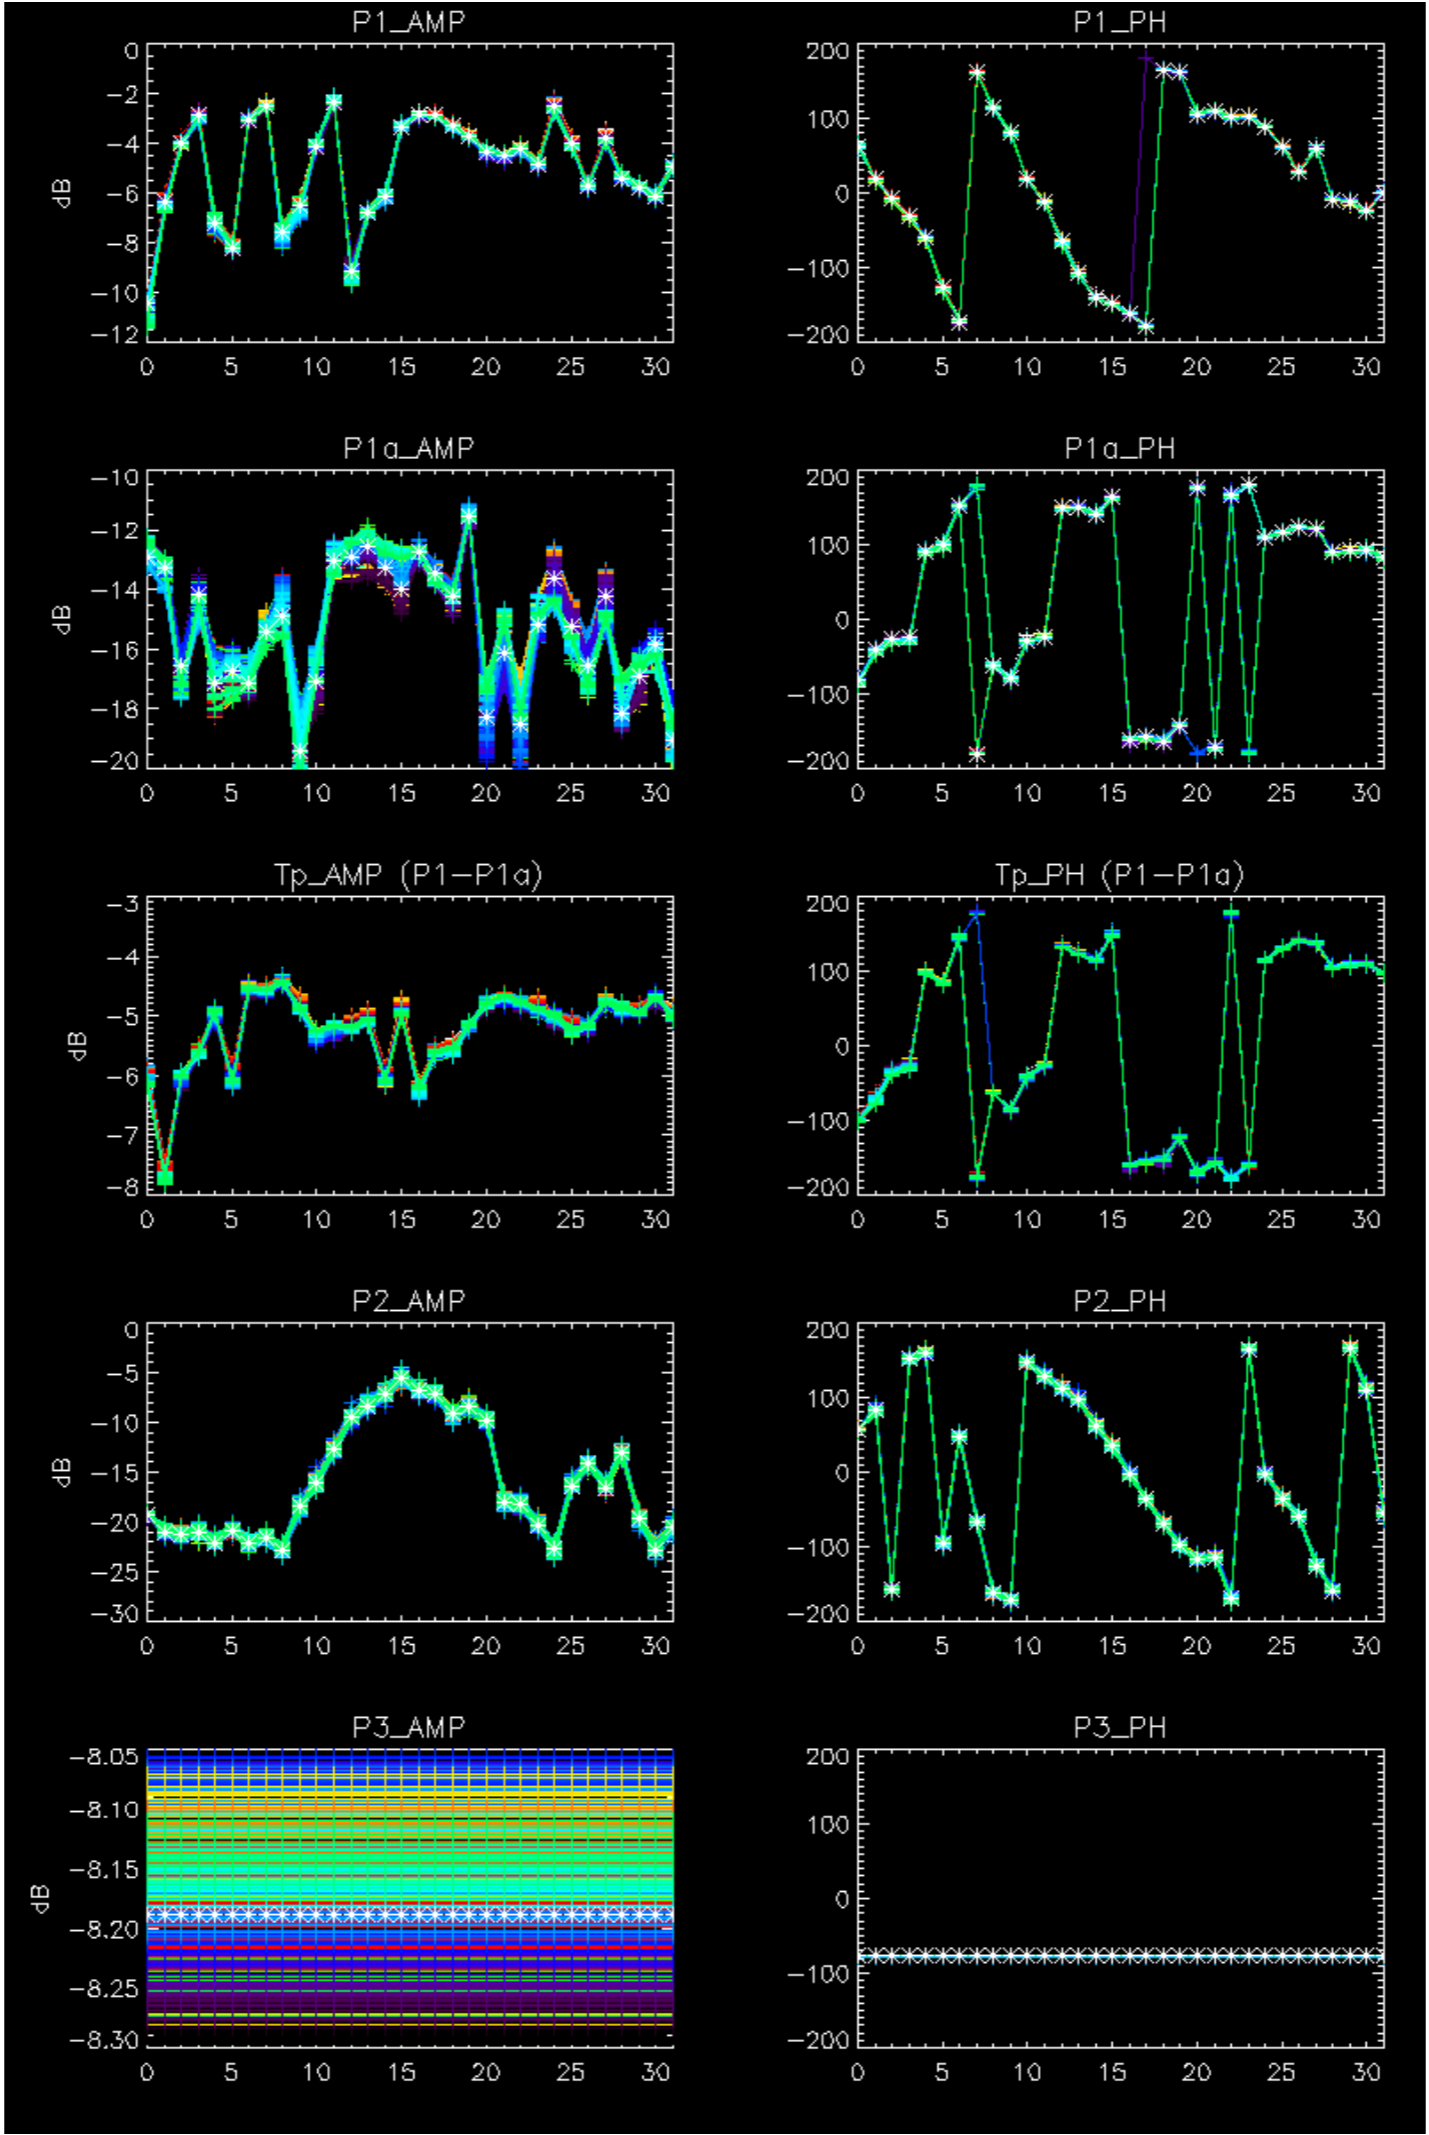 P1_AMP P1_PH
0 200
-2
-4 100
dB -6 0
-8
-10 -100
-12 -200
0 5 10 15 20 25 30 0 5 10 15 20 25 30
P1a_AMP P1a_PH
-10 200
-12 100
-14
dB 0
-16
-18 -100
-20 -200
0 5 10 15 20 25 30 0 5 10 15 20 25 30
Tp_AMP (P1-P1a) Tp_PH (P1-P1a)
-3 200
-4 100
-5
dB 0
-6
-7 -100
-8 -200
0 5 10 15 20 25 30 0 5 10 15 20 25 30
P2_AMP P2_PH
0 200
-5
-10 100
dB -15 0
-20
-25 -100
-30 -200
0 5 10 15 20 25 30 0 5 10 15 20 25 30
P3_AMP P3_PH
-8.05 200
-8.10 100
-8.15
dB 0
-8.20
-8.25 -100
-8.30 -200
0 5 10 15 20 25 30 0 5 10 15 20 25 30